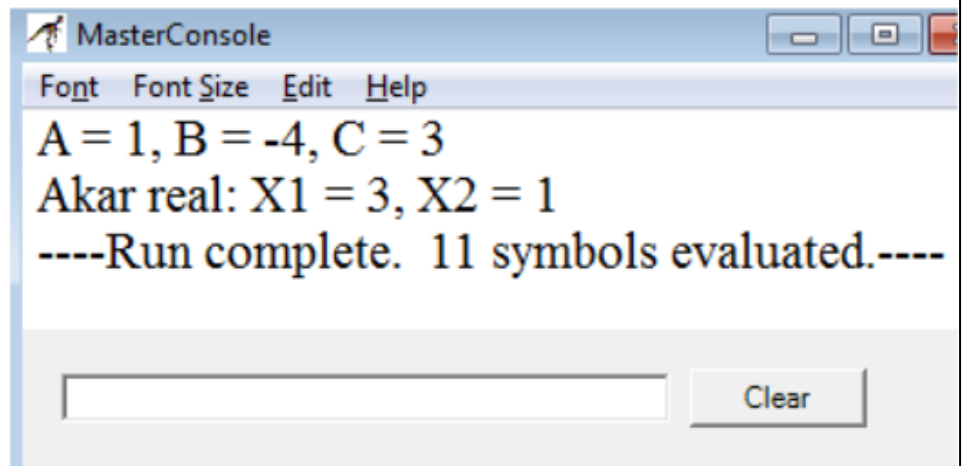 MasterConsole
Font Font Size Edit Help
A = 1, B = -4, C = 3
Akar real: X1 = 3, X2 = 1
----Run complete.  11 symbols evaluated.----
Clear